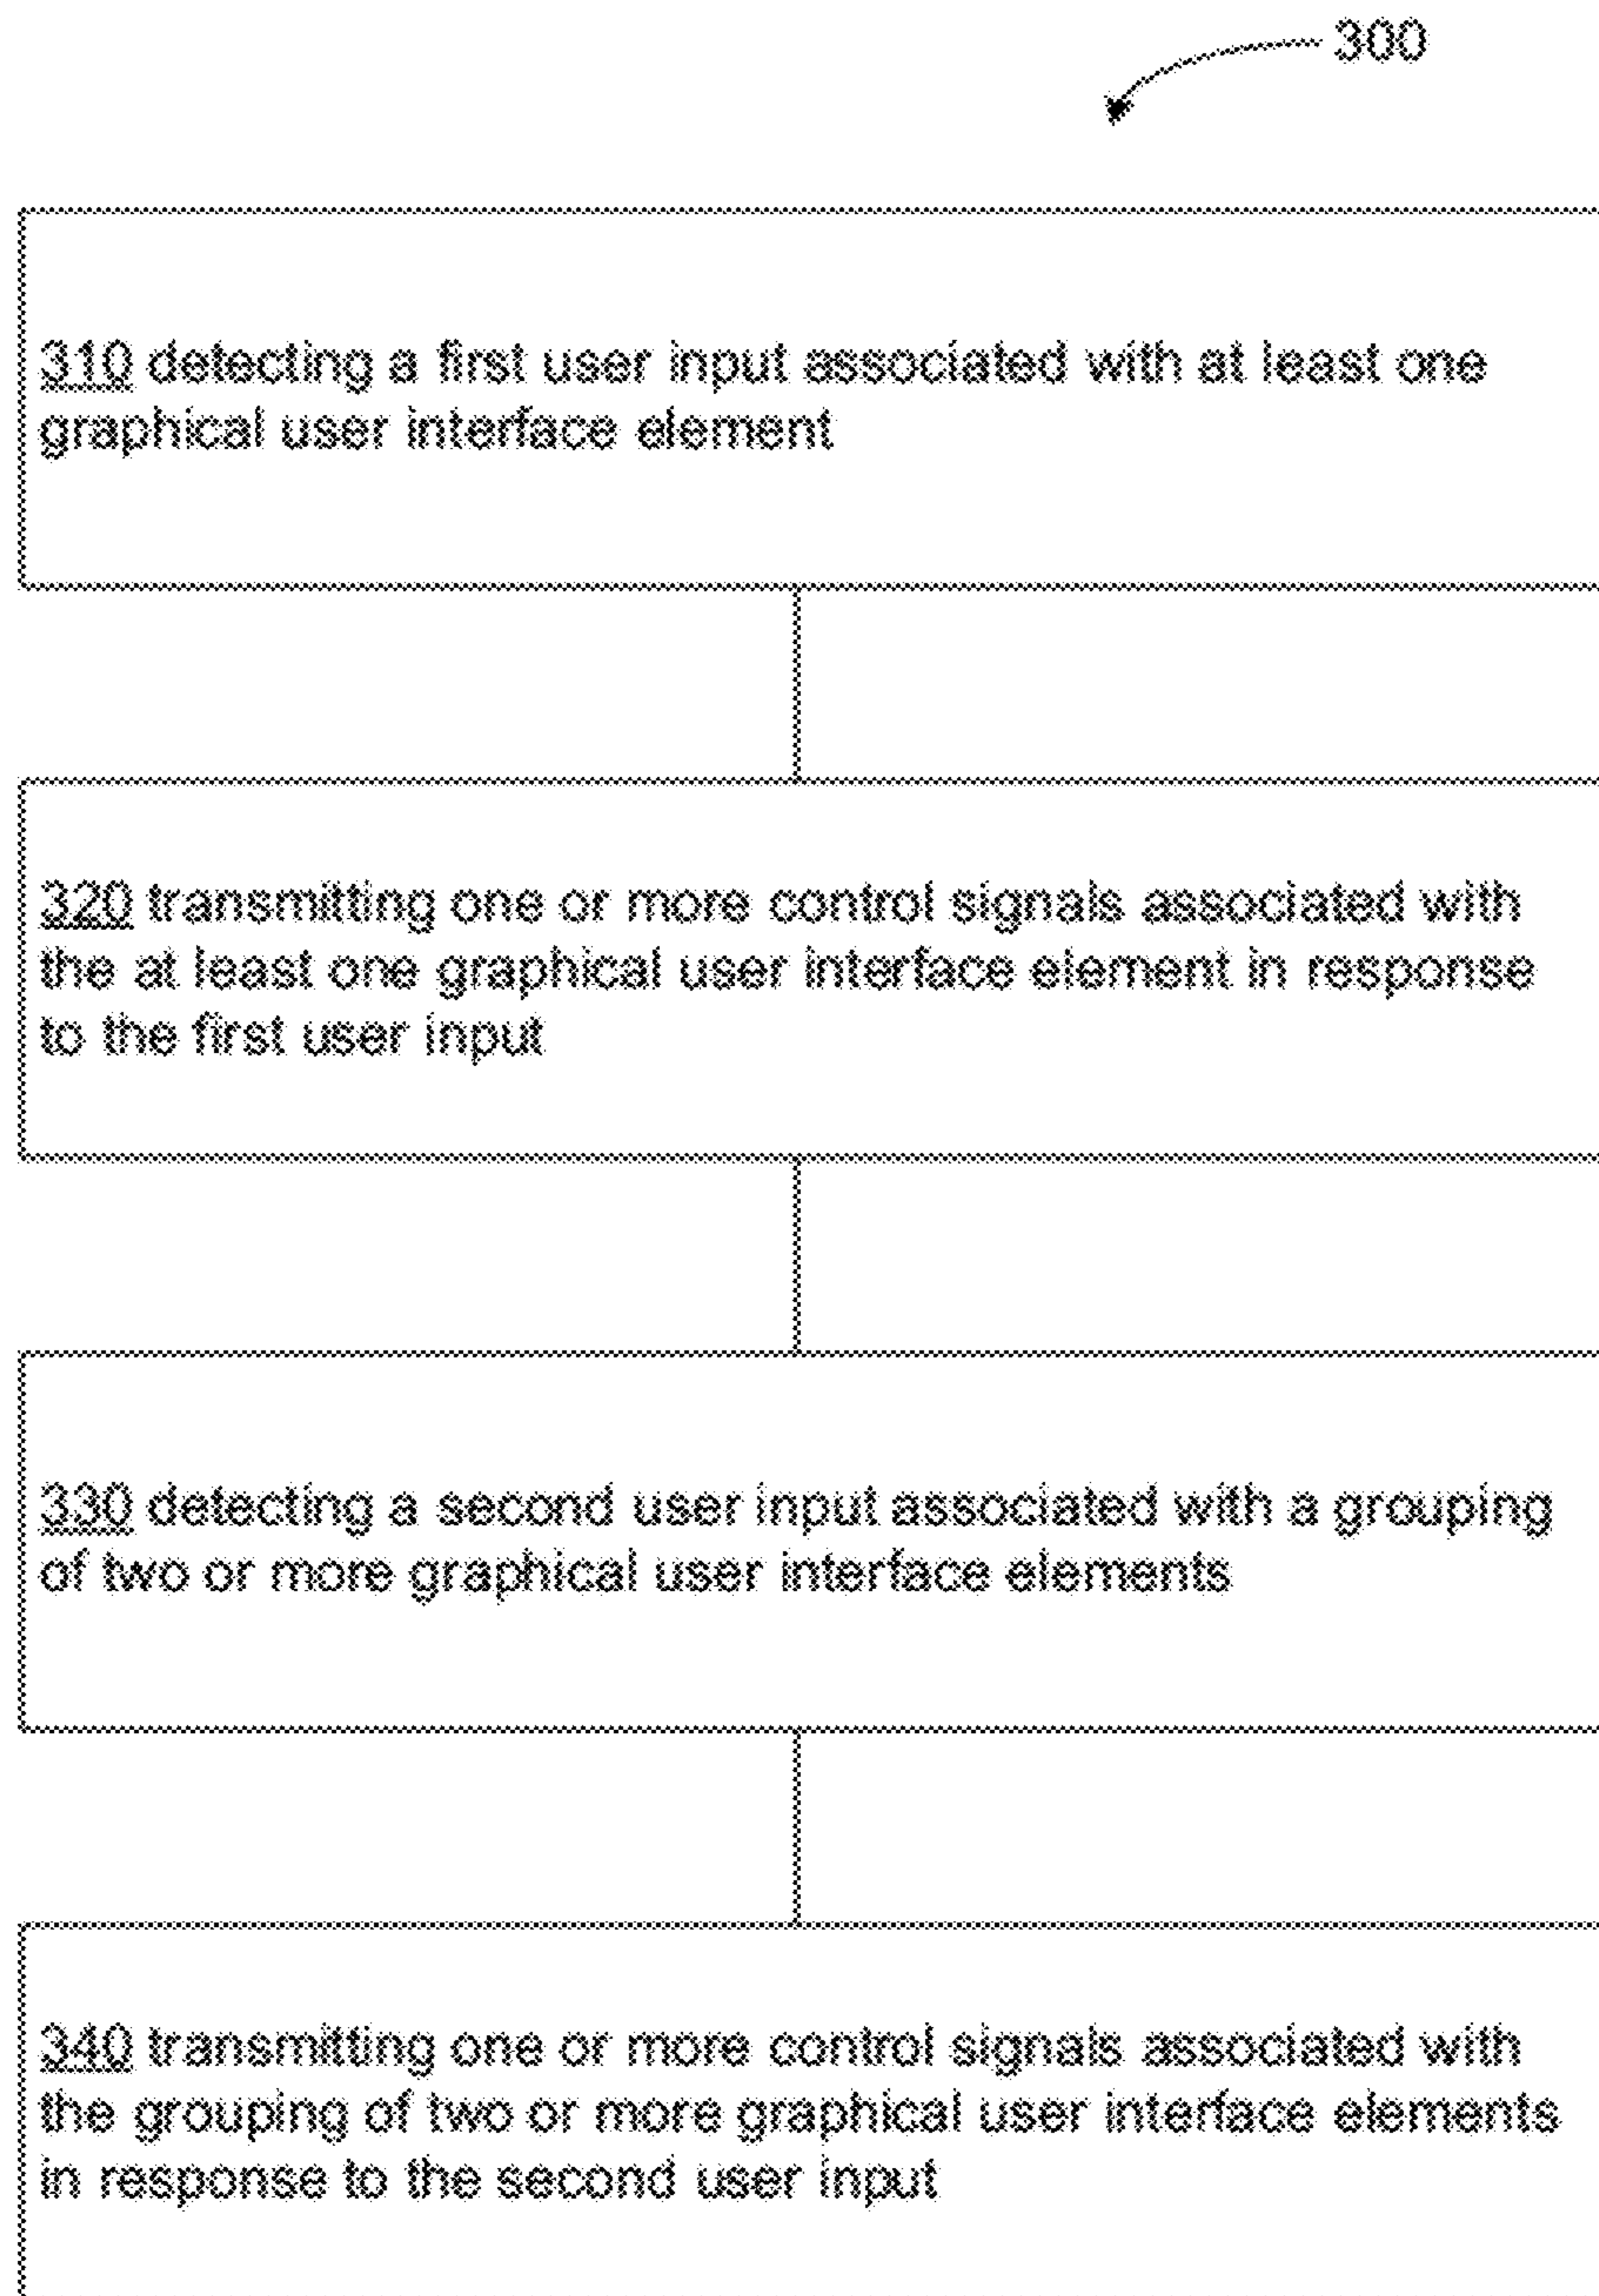 300
310 detecting a first user input associated with at least one
graphical user interface element
320 transmitting one or more control signals associated with
the at least one graphical user interface element in response
to the first user input
330 detecting a second user input associated with a grouping
of two or more graphical user interface elements
340 transmitting one or more control signals associated with
the grouping of two or more graphical user interface elements
in response to the second user input